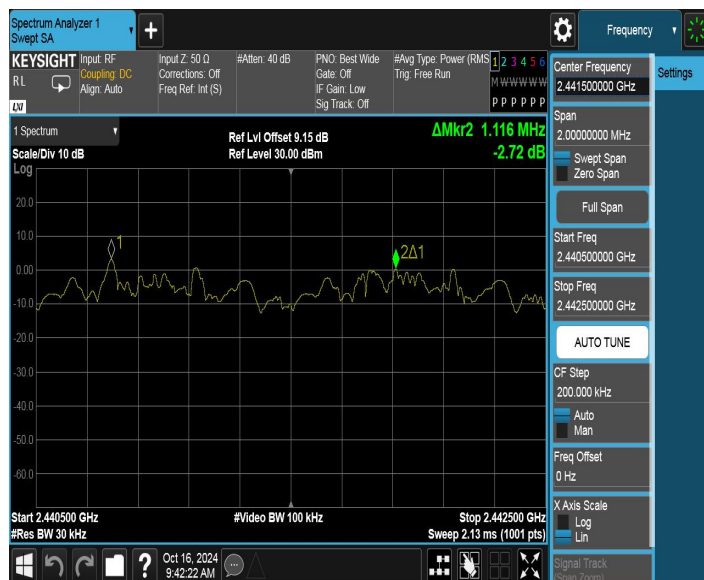 Spectrum Analyzer 1
Swept SA
Frequency
KEYSIGHT
RL
LXI
Input: RF
Coupling: DC
Align: Auto
Input Z: 50 Ω
Corrections: Off
Freq Ref: Int (S)
#Atten: 40 dB
PNO: Best Wide
Gate: Off
IF Gain: Low
Sig Track: Off
#Avg Type: Power (RMS
Trig: Free Run
1 2 3 4 5 6
M W W W W W
P P P P P P
1 Spectrum
Scale/Div 10 dB
Ref Lvl Offset 9.15 dB
Ref Level 30.00 dBm
ΔMkr2 1.116 MHz
-2.72 dB
Log
20.0
10.0
0.00
-10.0
-20.0
-30.0
-40.0
-50.0
-60.0
1
2Δ1
Start 2.440500 GHz
#Res BW 30 kHz
#Video BW 100 kHz
Stop 2.442500 GHz
Sweep 2.13 ms (1001 pts)
?
Oct 16, 2024
9:42:22 AM
Center Frequency
2.441500000 GHz
Settings
Span
2.00000000 MHz
Swept Span
Zero Span
Full Span
Start Freq
2.440500000 GHz
Stop Freq
2.442500000 GHz
AUTO TUNE
CF Step
200.000 kHz
Auto
Man
Freq Offset
0 Hz
X Axis Scale
Log
Lin
Signal Track
(Span Zoom)